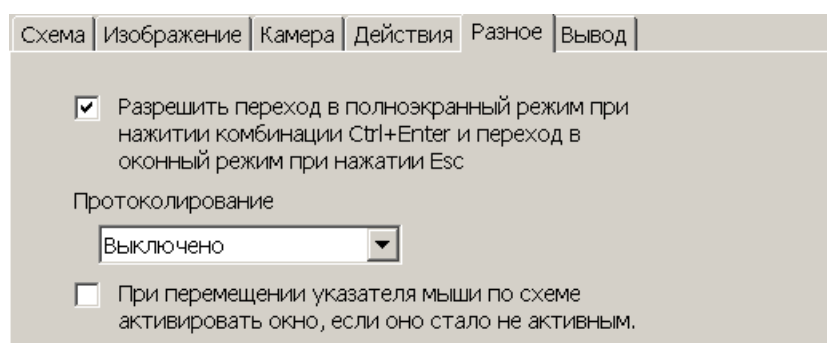 Схема Изображение Камера Действия Разное Вывод
Разрешить переход в полноэкранный режим при
нажитии комбинации Ctrl+Enter и переход в
оконный режим при нажатии Esc
Протоколирование
Выключено
При перемещении указателя мыши по схеме
активировать окно, если оно стало не активным.